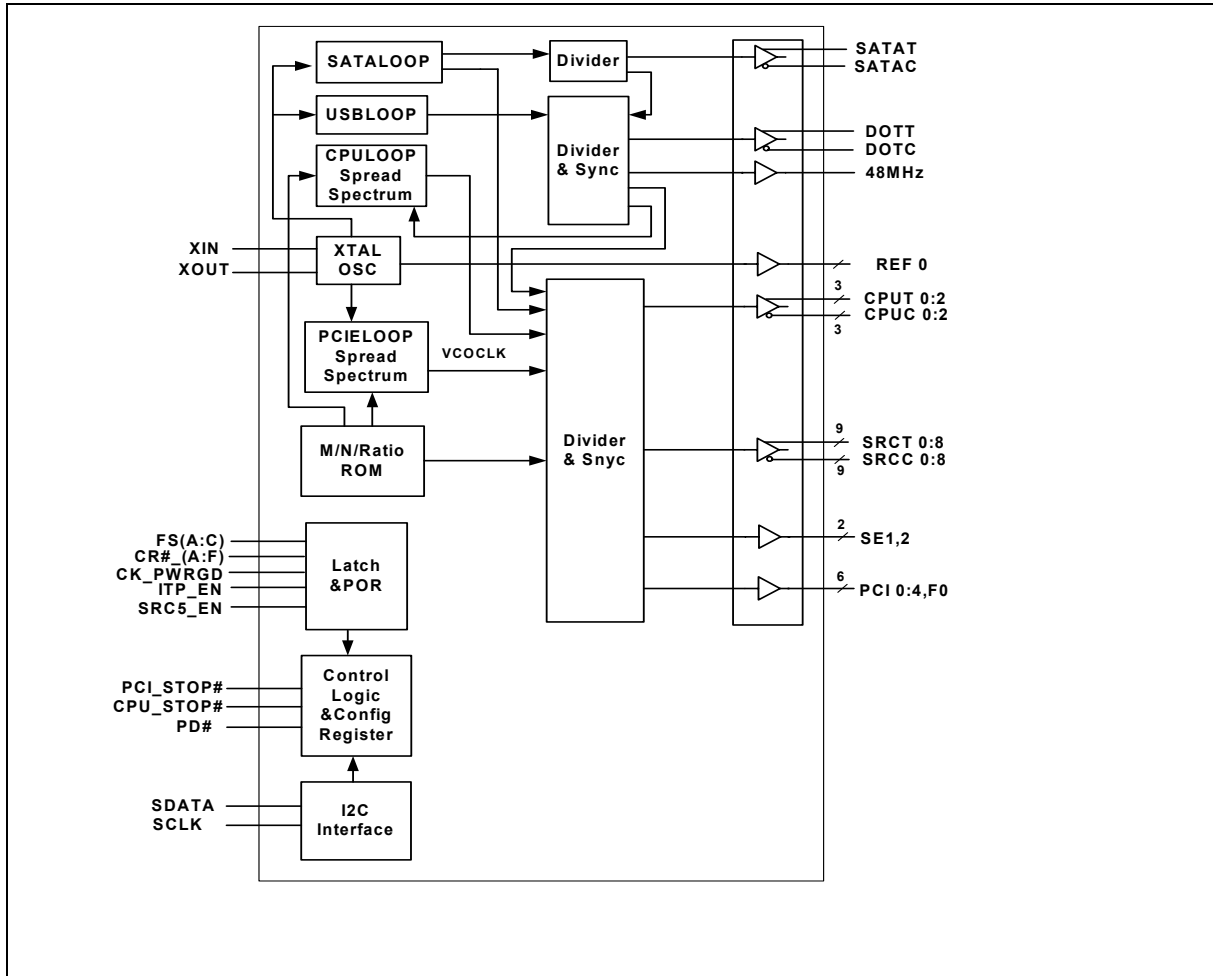 SATALOOP
Divider
SATAT
SATAC
USBLOOP
Divider
& Sync
DOTT
DOTC
48MHz
CPULOOP
Spread
Spectrum
XIN
XOUT
XTAL
OSC
REF 0
3
CPUT 0:2
CPUC 0:2
3
PCIELOOP
Spread
Spectrum
VCOCLK
M/N/Ratio
ROM
Divider
& Snyc
9
SRCT 0:8
SRCC 0:8
9
2
SE1,2
6
PCI 0:4,F0
FS(A:C)
CR#_(A:F)
CK_PWRGD
ITP_EN
SRC5_EN
Latch
&POR
PCI_STOP#
CPU_STOP#
PD#
Control
Logic
&Config
Register
SDATA
SCLK
I2C
Interface